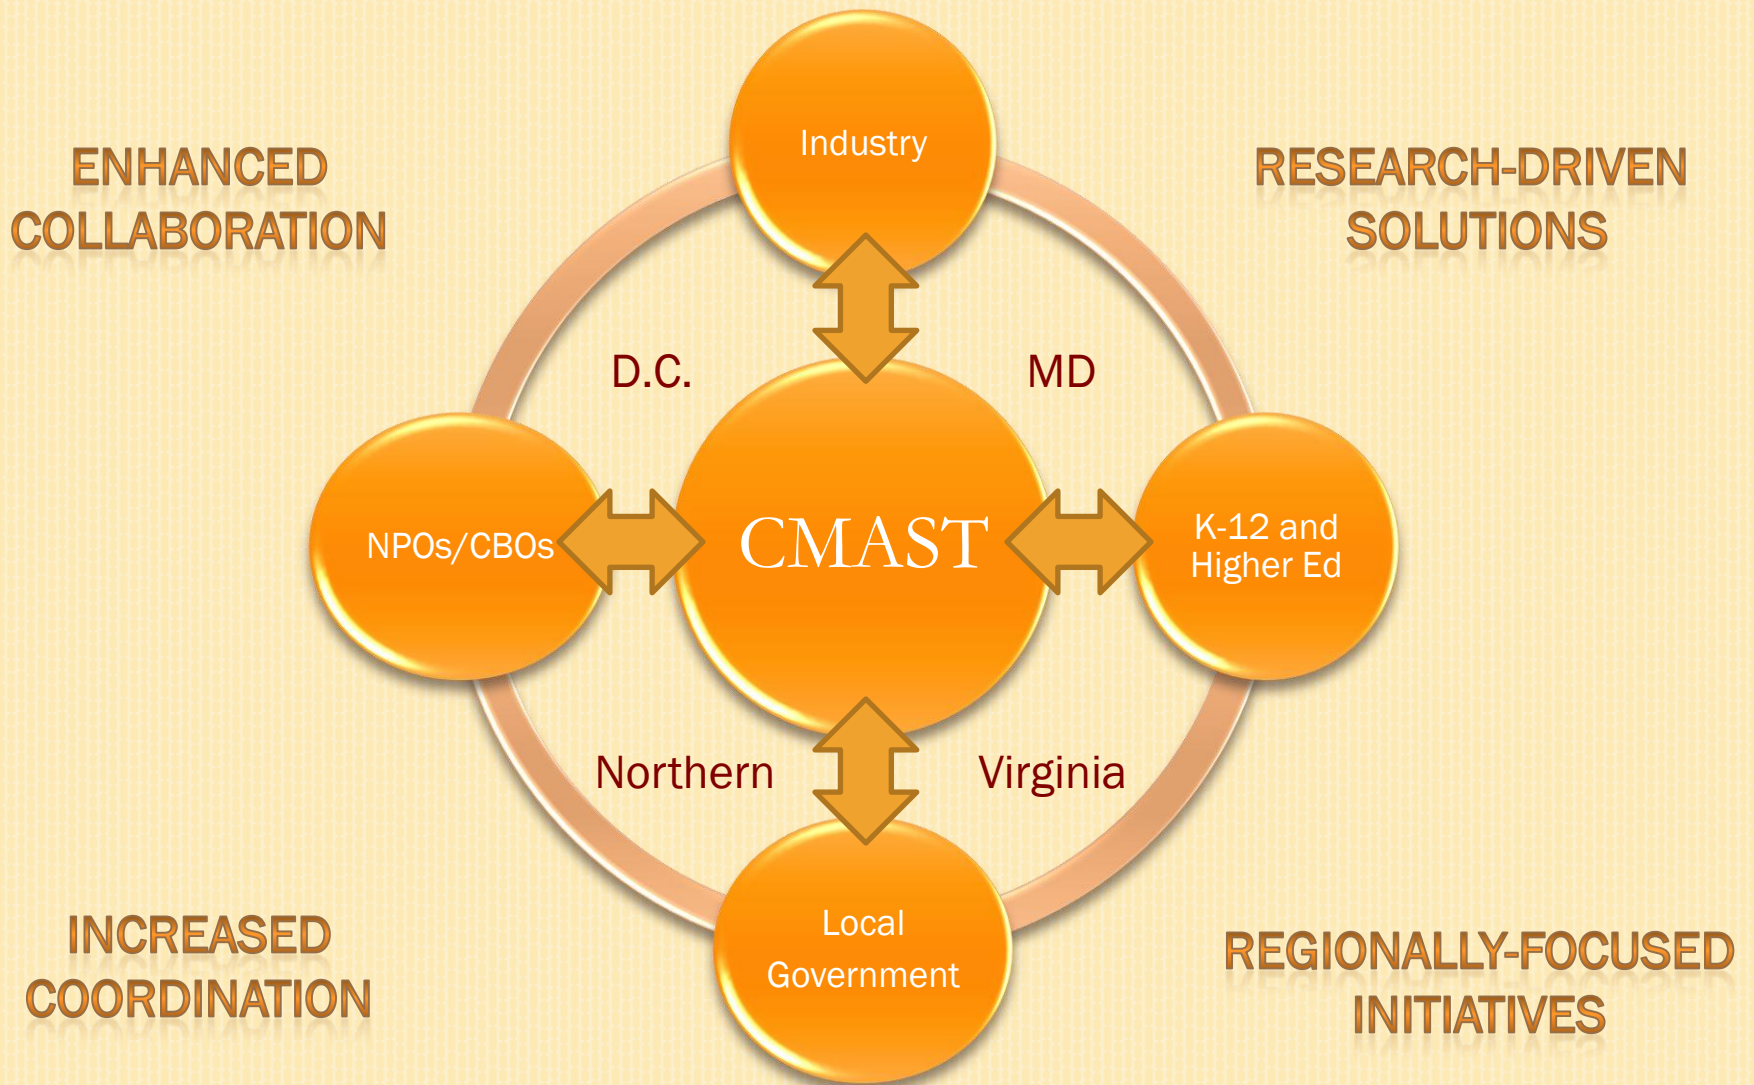 Industry
ENHANCED
COLLABORATION
RESEARCH-DRIVEN
SOLUTIONS
D.C.
MD
NPOs/CBOs
CMAST
K-12 and
Higher Ed
Northern
Virginia
Local
Government
INCREASED
COORDINATION
REGIONALLY-FOCUSED
INITIATIVES